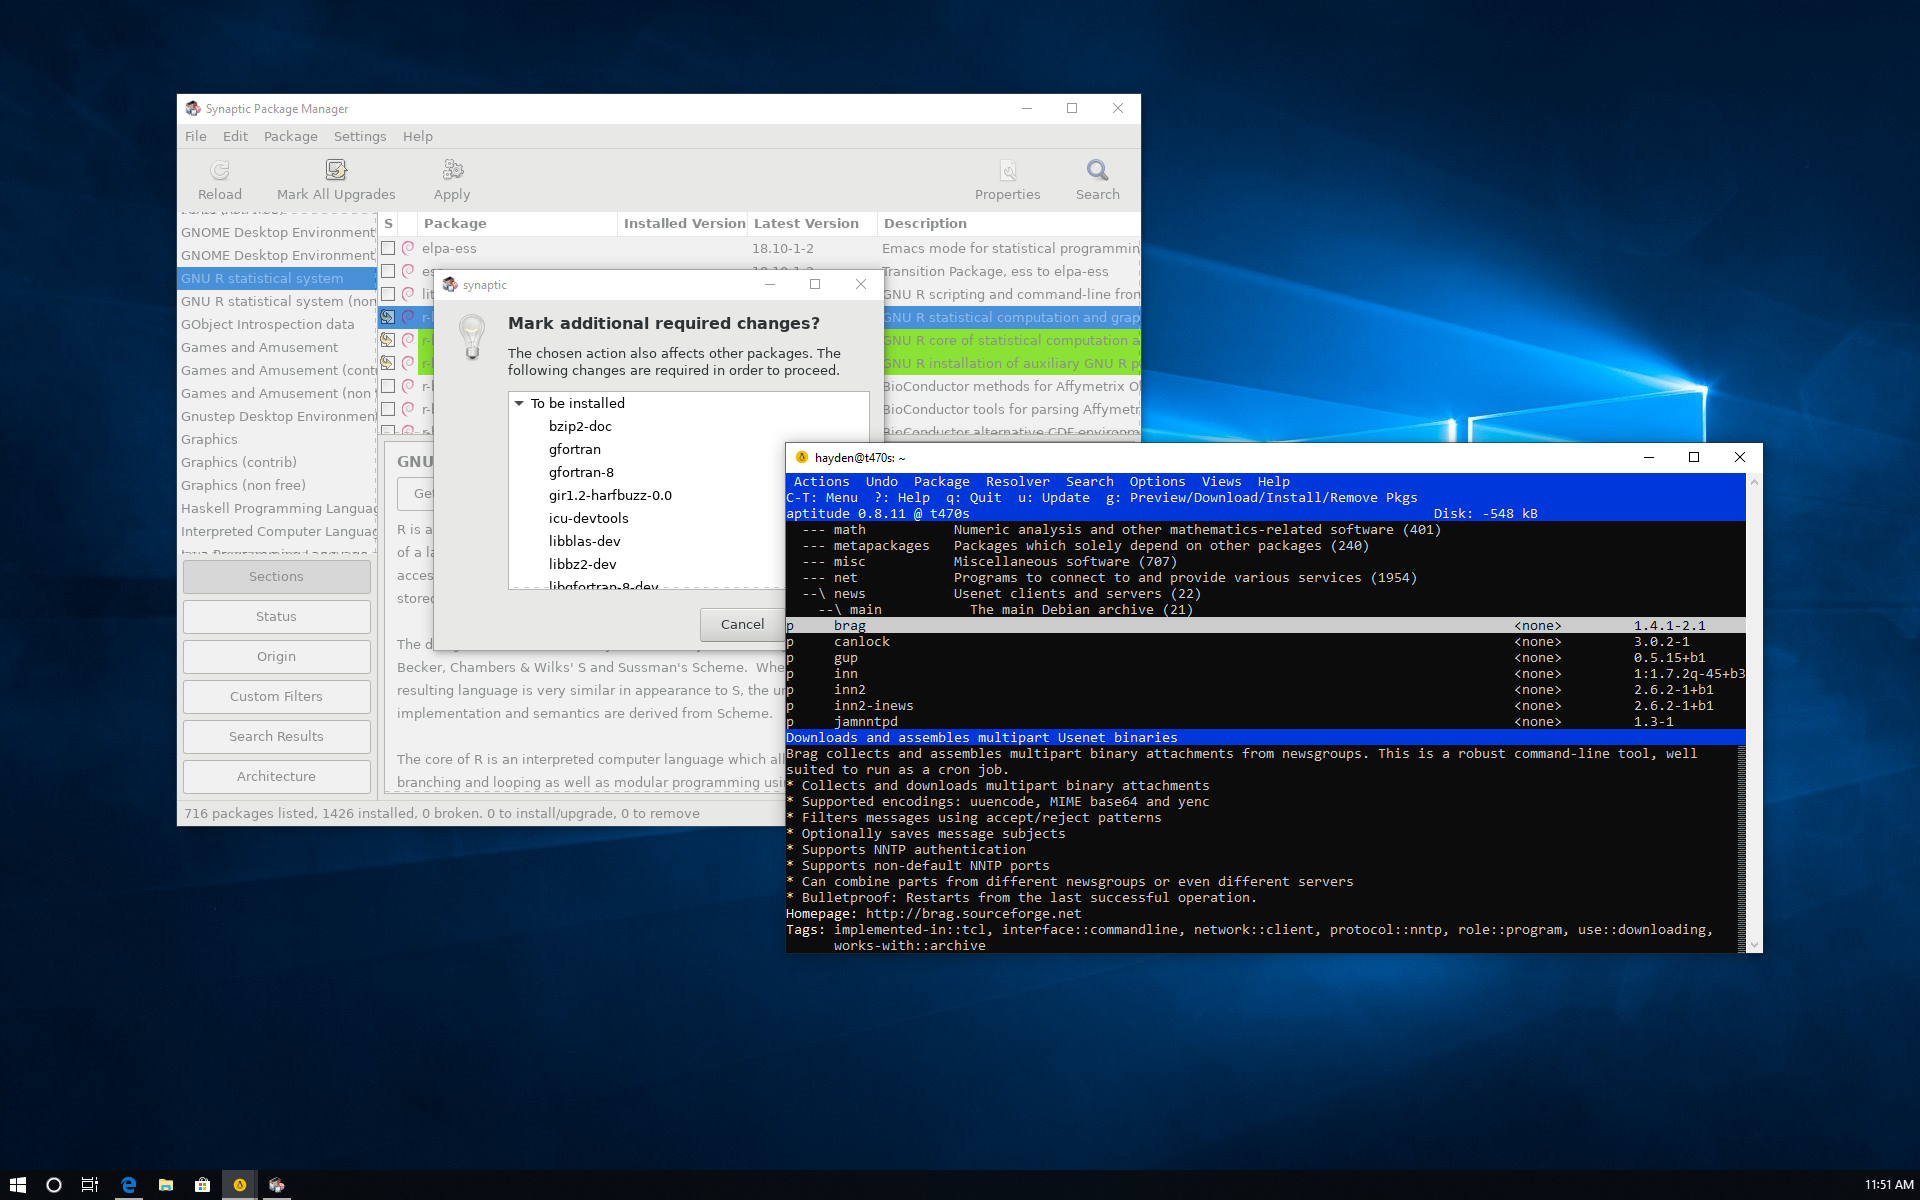 Synaptic Package Manager
File Edit Package Settings Help
Reload Mark All Upgrades Apply Properties Search
GNOME Desktop Environment
GNOME Desktop Environment
GNU R statistical system
GNU R statistical system (non
GObject Introspection data
Games and Amusement
Games and Amusement (cont
Games and Amusement (non
Gnustep Desktop Environmen
Graphics
Graphics (contrib)
Graphics (non free)
Haskell Programming Languag
Interpreted Computer Languag
Java Programming Language
Sections
Status
Origin
Custom Filters
Search Results
Architecture
S Package Installed Version Latest Version Description
elpa-ess 18.10-1-2 Emacs mode for statistical programmin
ess 18.10-1-2 Transition Package, ess to elpa-ess
lit GNU R scripting and command-line fron
r-b GNU R statistical computation and grap
r-b GNU R core of statistical computation a
r-b GNU R installation of auxiliary GNU R p
r-b BioConductor methods for Affymetrix O
r-b BioConductor tools for parsing Affymetr
r-b BioConductor alternative CDF environm
GNU
Get
R is a
of a la
acces
stored
The d
Becker, Chambers & Wilks' S and Sussman's Scheme. Whe
resulting language is very similar in appearance to S, the un
implementation and semantics are derived from Scheme.
The core of R is an interpreted computer language which all
branching and looping as well as modular programming usi
716 packages listed, 1426 installed, 0 broken. 0 to install/upgrade, 0 to remove
synaptic
Mark additional required changes?
The chosen action also affects other packages. The
following changes are required in order to proceed.
To be installed
bzip2-doc
gfortran
gfortran-8
gir1.2-harfbuzz-0.0
icu-devtools
libblas-dev
libbz2-dev
libgfortran-8-dev
Cancel
hayden@t470s: ~
Actions Undo Package Resolver Search Options Views Help
C-T: Menu ?: Help q: Quit u: Update g: Preview/Download/Install/Remove Pkgs
aptitude 0.8.11 @ t470s Disk: -548 kB
--- math Numeric analysis and other mathematics-related software (401)
--- metapackages Packages which solely depend on other packages (240)
--- misc Miscellaneous software (707)
--- net Programs to connect to and provide various services (1954)
--\ news Usenet clients and servers (22)
--\ main The main Debian archive (21)
p brag <none> 1.4.1-2.1
p canlock <none> 3.0.2-1
p gup <none> 0.5.15+b1
p inn <none> 1:1.7.2q-45+b3
p inn2 <none> 2.6.2-1+b1
p inn2-inews <none> 2.6.2-1+b1
p jamnntpd <none> 1.3-1
Downloads and assembles multipart Usenet binaries
Brag collects and assembles multipart binary attachments from newsgroups. This is a robust command-line tool, well
suited to run as a cron job.
* Collects and downloads multipart binary attachments
* Supported encodings: uuencode, MIME base64 and yenc
* Filters messages using accept/reject patterns
* Optionally saves message subjects
* Supports NNTP authentication
* Supports non-default NNTP ports
* Can combine parts from different newsgroups or even different servers
* Bulletproof: Restarts from the last successful operation.
Homepage: http://brag.sourceforge.net
Tags: implemented-in::tcl, interface::commandline, network::client, protocol::nntp, role::program, use::downloading,
works-with::archive
11:51 AM